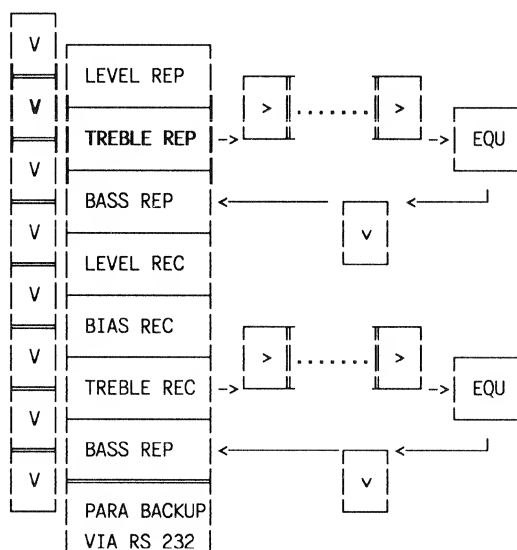 V
LEVEL REP
V
> ........ >
TREBLE REP -> -> EQU
V
BASS REP < <
V
V
LEVEL REC
V
BIAS REC
V
> ........ >
TREBLE REC -> -> EQU
V
BASS REP < <
V
V
PARA BACKUP
VIA RS 232